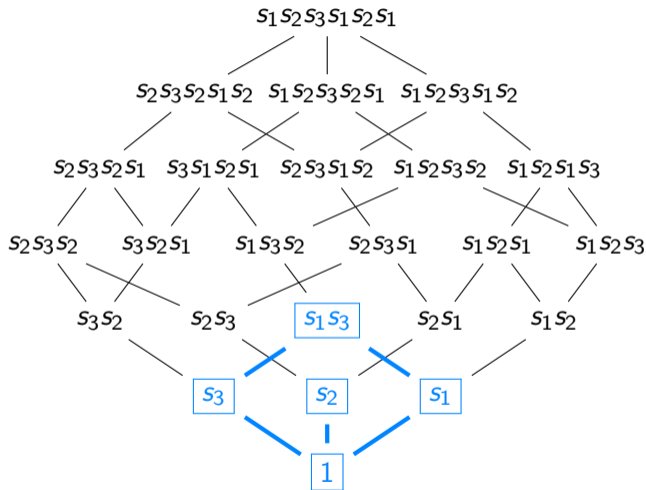 s₁s₂s₃s₁s₂s₁
s₂s₃s₂s₁s₂ s₁s₂s₃s₂s₁ s₁s₂s₃s₁s₂
s₂s₃s₂s₁ s₃s₁s₂s₁ s₂s₃s₁s₂ s₁s₂s₃s₂ s₁s₂s₁s₃
s₂s₃s₂ s₃s₂s₁ s₁s₃s₂ s₂s₃s₁ s₁s₂s₁ s₁s₂s₃
s₃s₂ s₂s₃ s₁s₃ s₂s₁ s₁s₂
s₃ s₂ s₁
1